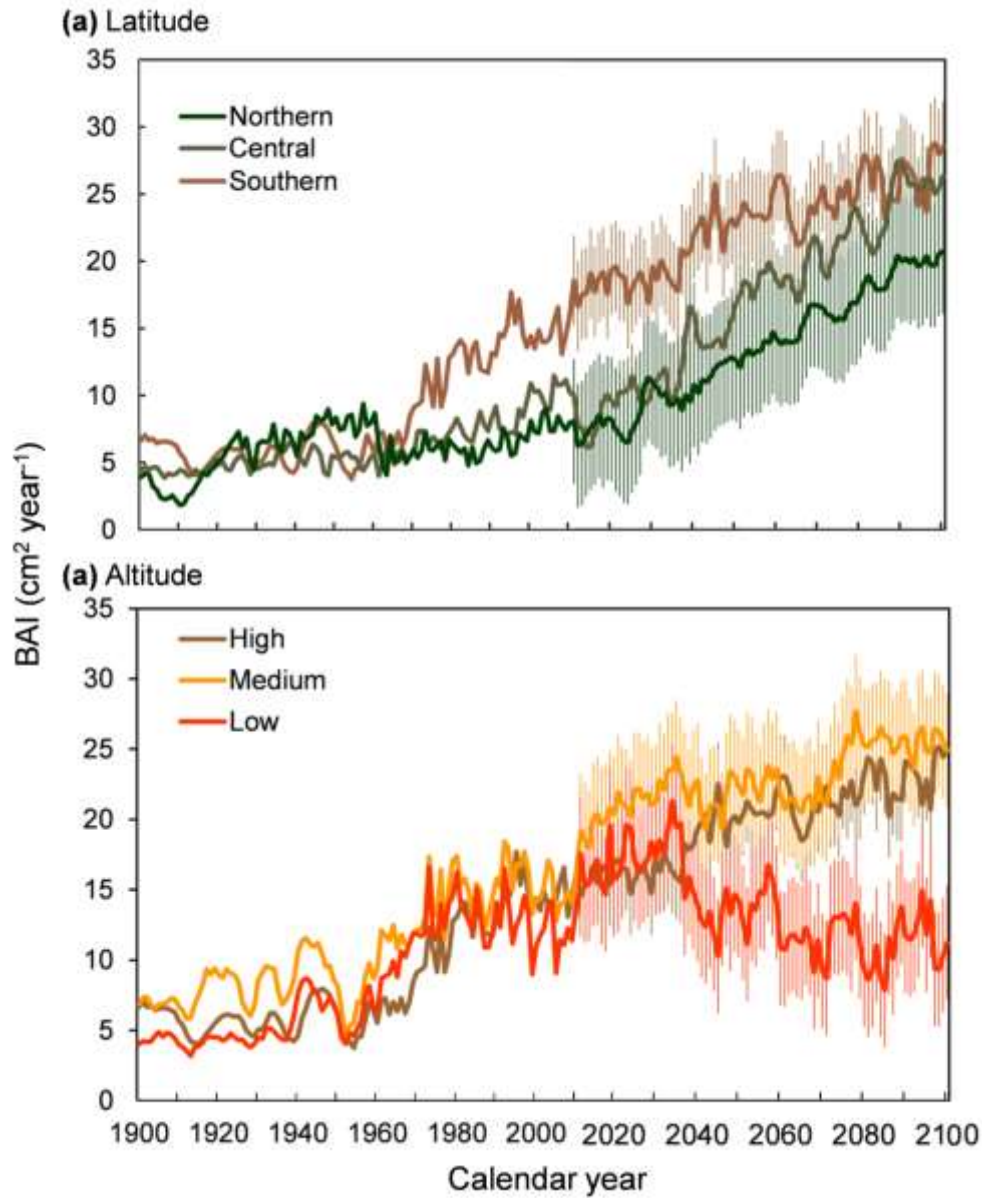 (a) Latitude
35
30
25
20
15
10
5
0
Northern
Central
Southern
BAI (cm² year⁻¹)
(a) Altitude
35
30
25
20
15
10
5
0
High
Medium
Low
1900 1920 1940 1960 1980 2000 2020 2040 2060 2080 2100
Calendar year